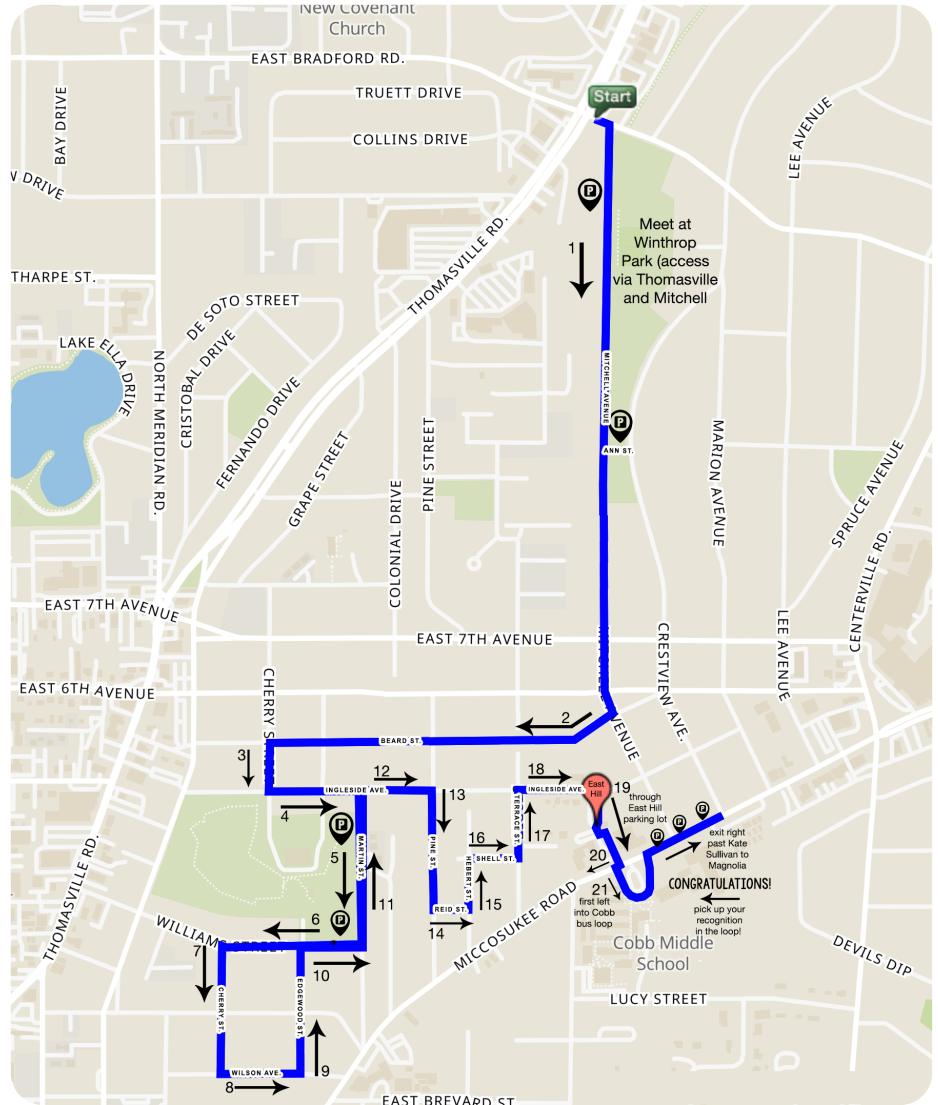 New Covenant
Church
EAST BRADFORD RD.
TRUETT DRIVE
Start
COLLINS DRIVE
BAY DRIVE
LEE AVENUE
N DRIVE
P
1
Meet at
Winthrop
Park (access
via Thomasville
and Mitchell
THOMASVILLE RD.
THARPE ST.
DE SOTO STREET
LAKE ELLA DRIVE
NORTH MERIDIAN RD.
CRISTOBAL DRIVE
FERNANDO DRIVE
GRAPE STREET
PINE STREET
COLONIAL DRIVE
MITCHELL AVENUE
P
ANN ST.
MARION AVENUE
SPRUCE AVENUE
CENTERVILLE RD.
EAST 7TH AVENUE
EAST 7TH AVENUE
CRESTVIEW AVE.
LEE AVENUE
EAST 6TH AVENUE
CHERRY STREET
MITCHELL AVENUE
2
BEARD ST.
3
12
18
INGLESIDE AVE.
INGLESIDE AVE.
East
Hill
19
through
East Hill
parking lot
4
13
P
P
P
P
TERRACE ST.
17
5
MARTIN ST.
PINE ST.
16
SHELL ST.
HEBERT ST.
exit right
past Kate
Sullivan to
Magnolia
20
CONGRATULATIONS!
pick up your
recognition
in the loop!
21
first left
into Cobb
bus loop
11
15
REID ST.
14
P
6
WILLIAMS STREET
MICCOSUKEE ROAD
Cobb Middle
School
DEVILS DIP
THOMASVILLE RD.
7
10
CHERRY ST.
EDGEWOOD ST.
LUCY STREET
WILSON AVE.
9
8
EAST BREVARD ST.